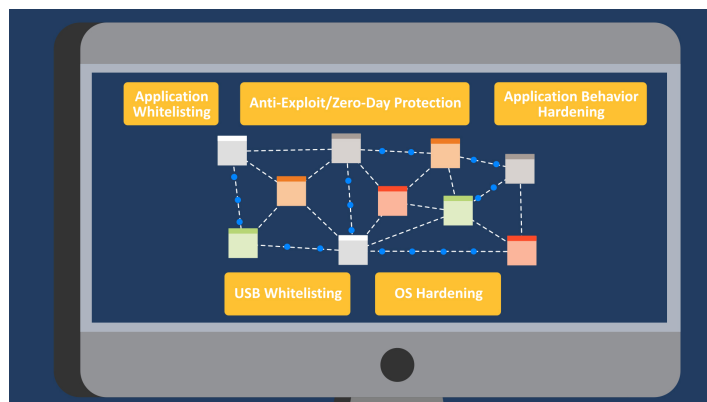 Application
Whitelisting
Anti-Exploit/Zero-Day Protection
Application Behavior
Hardening
USB Whitelisting
OS Hardening